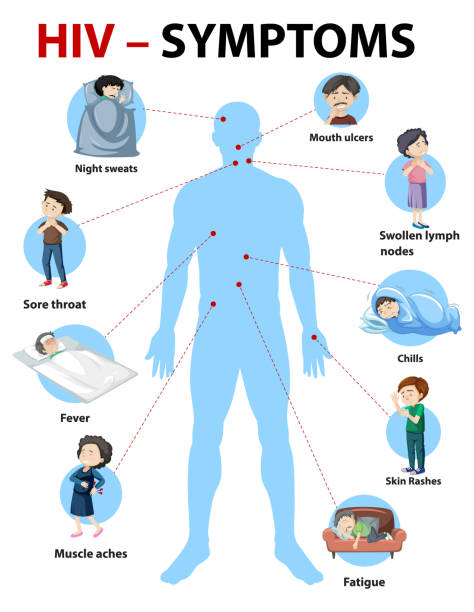 HIV – SYMPTOMS
Night sweats
Mouth ulcers
Swollen lymph
nodes
Sore throat
Chills
Fever
Skin Rashes
Muscle aches
Fatigue